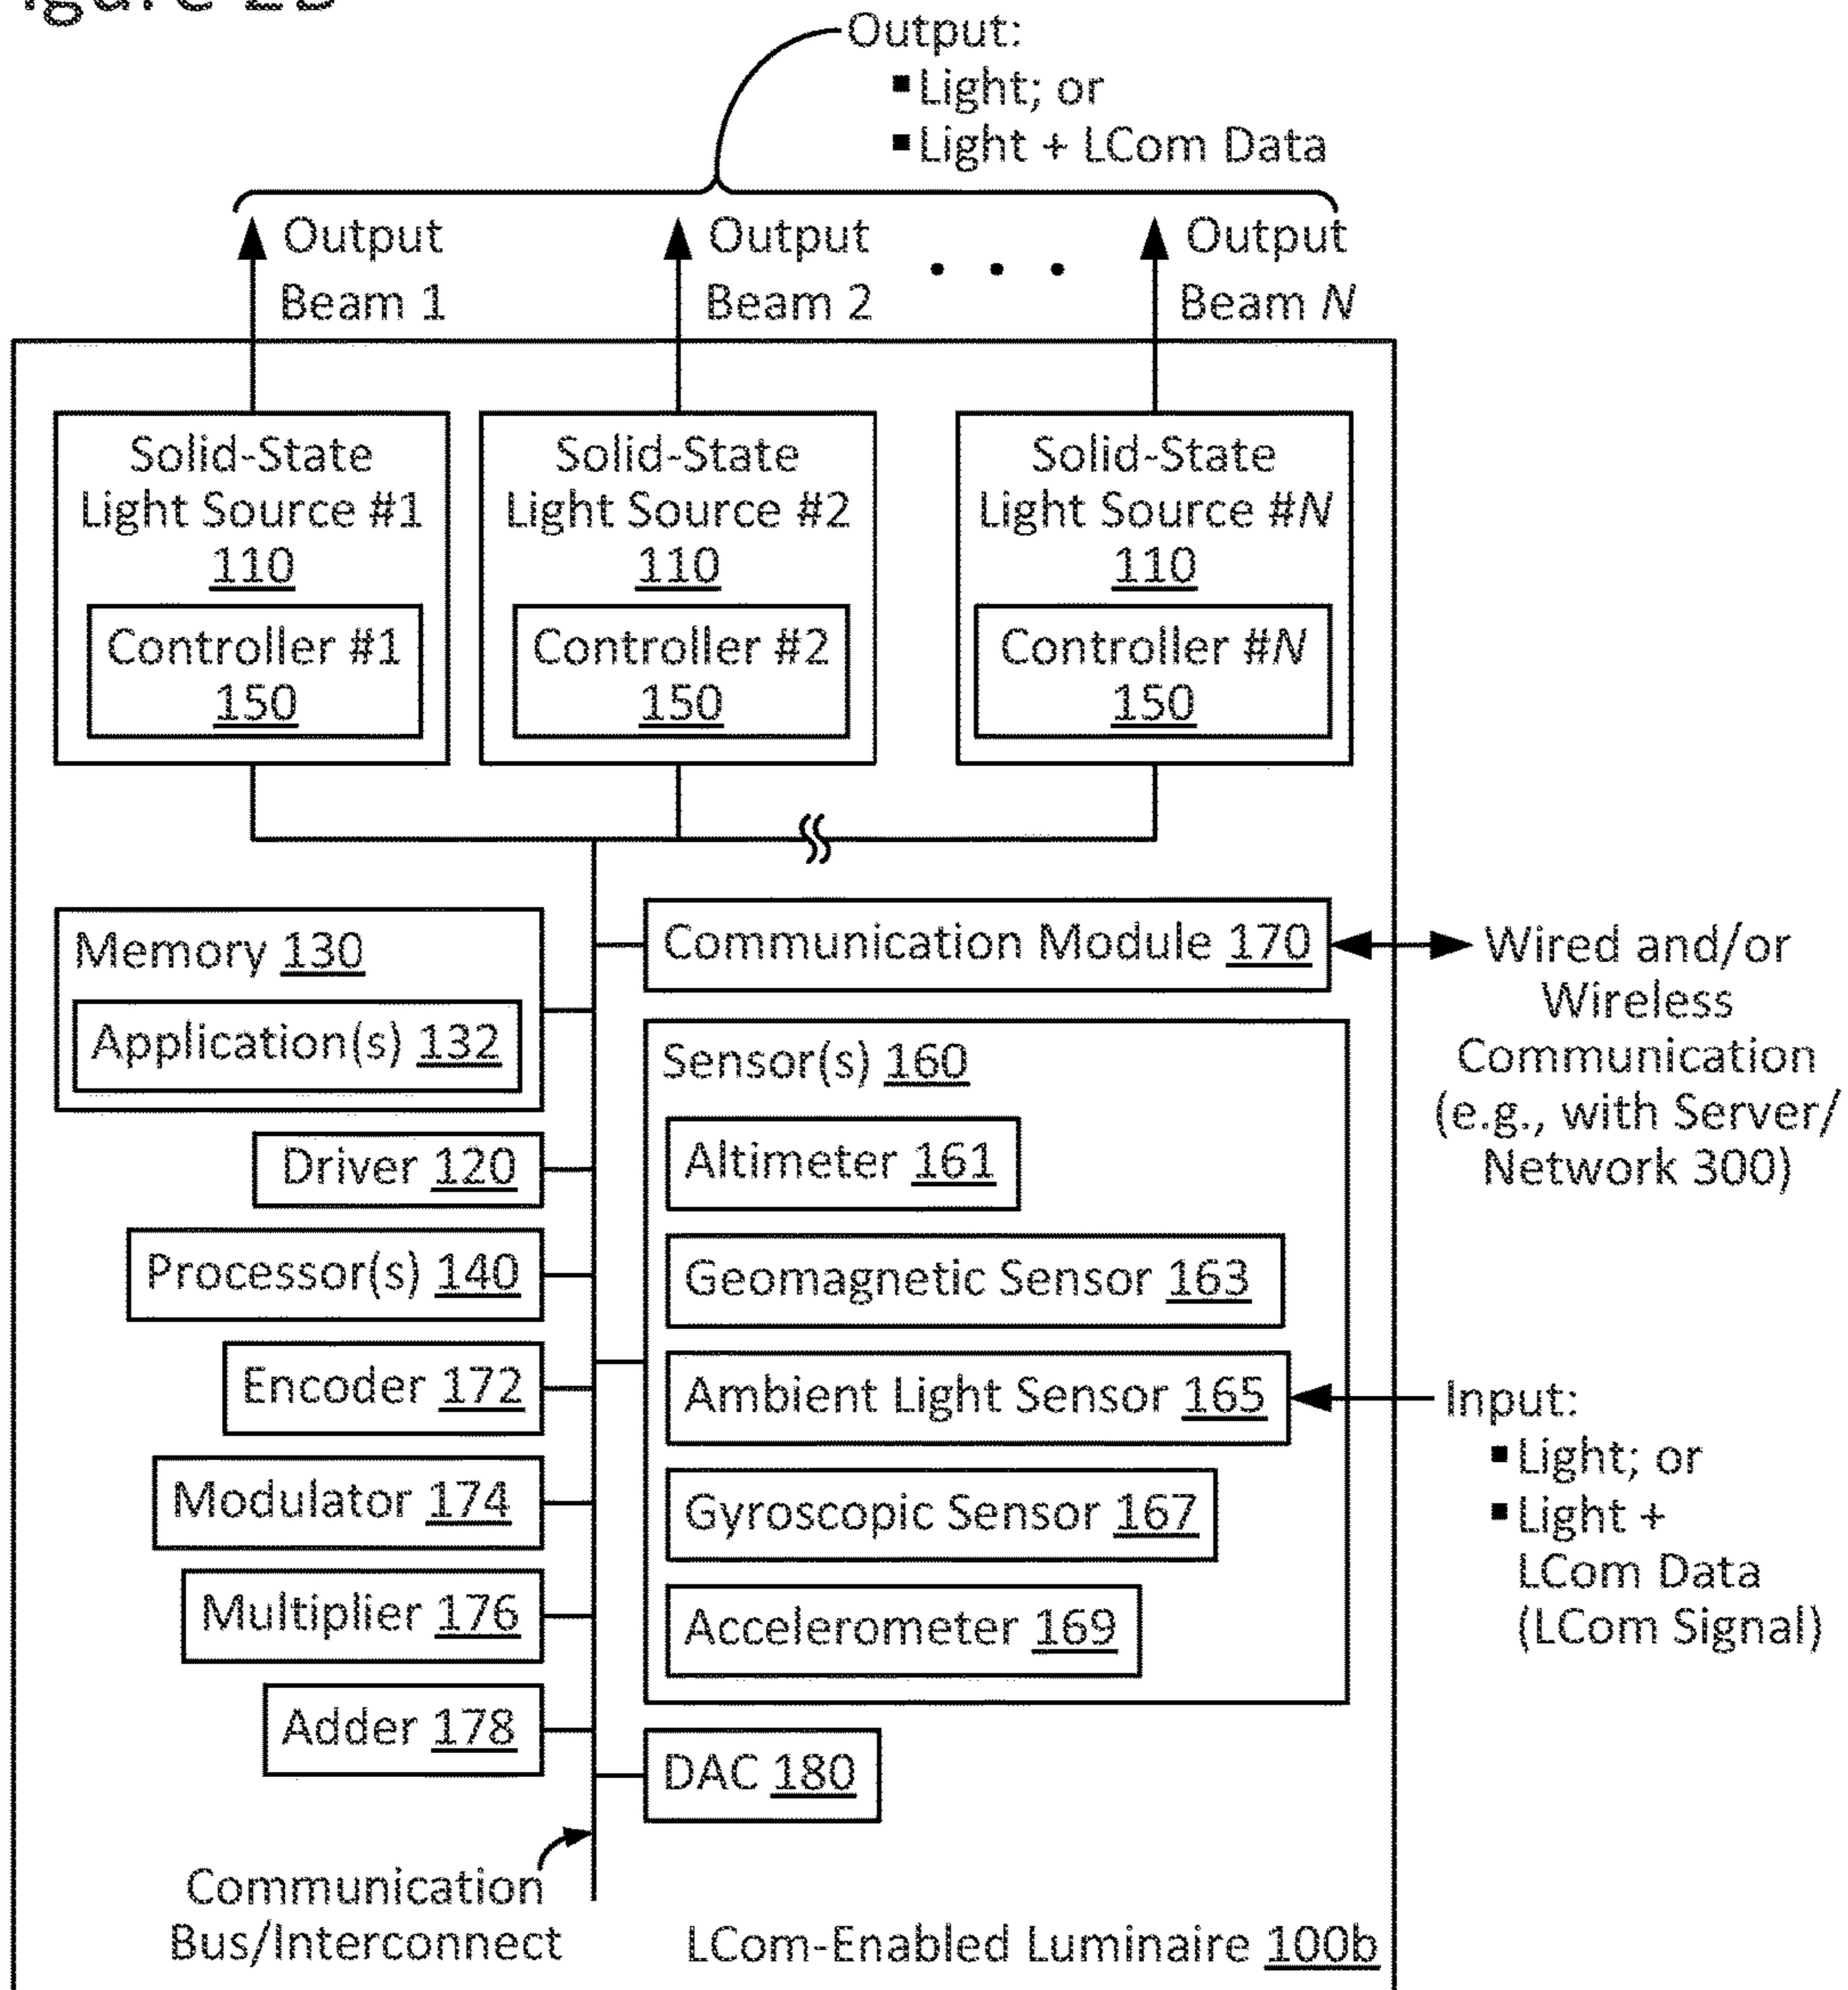 Output:
▪ Light; or
▪ Light + LCom Data
Output
Beam 1
Output
Beam 2
. . .
Output
Beam N
Solid-State
Light Source #1
110
Controller #1
150
Solid-State
Light Source #2
110
Controller #2
150
Solid-State
Light Source #N
110
Controller #N
150
Memory 130
Application(s) 132
Driver 120
Processor(s) 140
Encoder 172
Modulator 174
Multiplier 176
Adder 178
Communication
Bus/Interconnect
Communication Module 170
Sensor(s) 160
Altimeter 161
Geomagnetic Sensor 163
Ambient Light Sensor 165
Gyroscopic Sensor 167
Accelerometer 169
DAC 180
LCom-Enabled Luminaire 100b
Wired and/or
Wireless
Communication
(e.g., with Server/
Network 300)
Input:
▪ Light; or
▪ Light +
LCom Data
(LCom Signal)